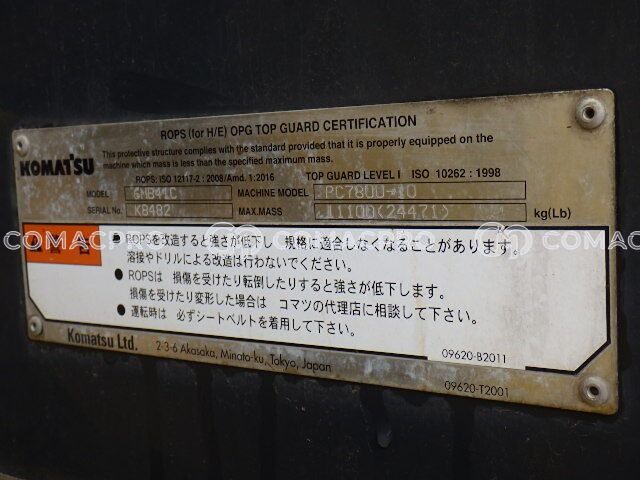 ROPS (for H/E) OPG TOP GUARD CERTIFICATION
This protective structure complies with the standard provided that it is properly equipped on the
machine which mass is less than the specified maximum mass.
KOMATSU
ROPS: ISO 12117-2 : 2008/Amd. 1:2016 TOP GUARD LEVEL I ISO 10262 : 1998
MODEL MACHINE MODEL PC78UU-10
SERIAL No. K8482 MAX.MASS 11100(24471) kg(Lb)
COMACPRO
● ROPSを改造すると強さが低下し 規格に適合しなくなることがあります。
溶接やドリルによる改造は行わないでください。
● ROPSは 損傷を受けたり転倒したりすると強さが低下します。
損傷を受けたり変形した場合は コマツの代理店に相談して下さい。
● 運転時は 必ずシートベルトを着用して下さい。
09620-B2011
Komatsu Ltd. 2-3-6 Akasaka, Minato-ku, Tokyo, Japan
09620-T2001